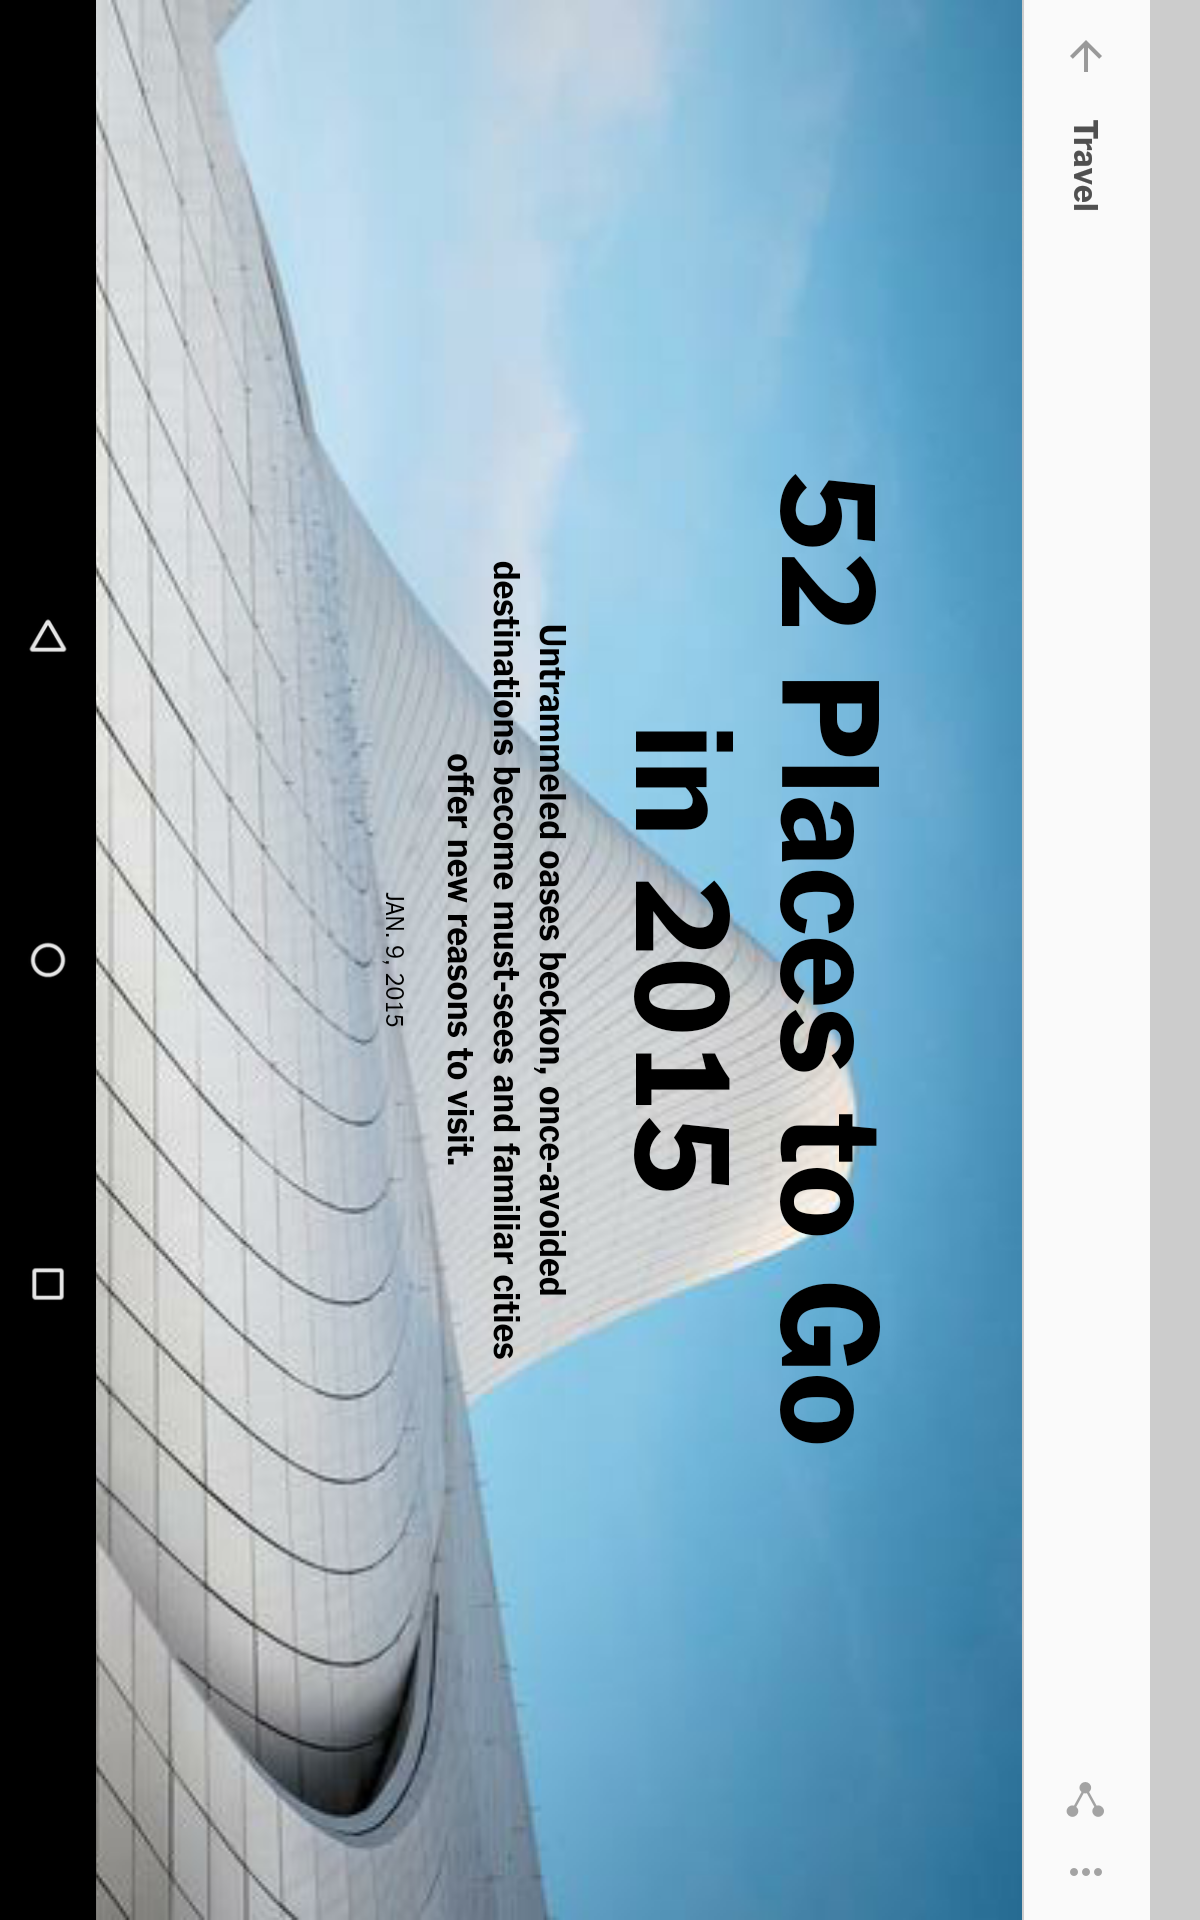 Travel
52 Places to Go
in 2015
Untrammeled oases beckon, once-avoided
destinations become must-sees and familiar cities
offer new reasons to visit.
JAN. 9, 2015